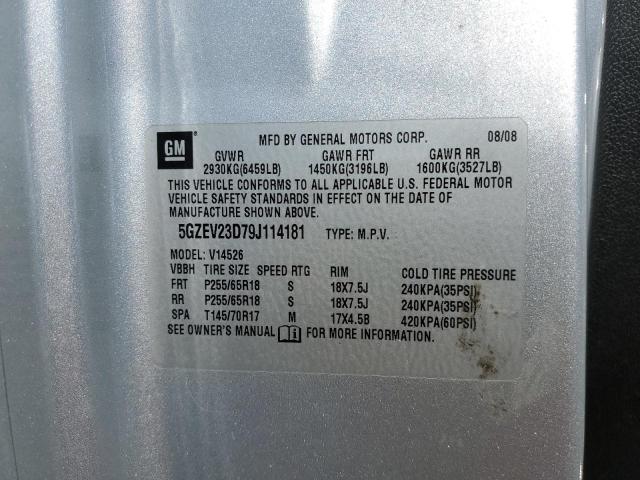 GM MFD BY GENERAL MOTORS CORP. 08/08
GVWR GAWR FRT GAWR RR
2930KG(6459LB) 1450KG(3196LB) 1600KG(3527LB)
THIS VEHICLE CONFORMS TO ALL APPLICABLE U.S. FEDERAL MOTOR
VEHICLE SAFETY STANDARDS IN EFFECT ON THE DATE OF
MANUFACTURE SHOWN ABOVE.
5GZEV23D79J114181 TYPE: M.P.V.
MODEL: V14526
VBBH TIRE SIZE SPEED RTG RIM COLD TIRE PRESSURE
FRT P255/65R18 S 18X7.5J 240KPA(35PSI)
RR P255/65R18 S 18X7.5J 240KPA(35PSI)
SPA T145/70R17 M 17X4.5B 420KPA(60PSI)
SEE OWNER'S MANUAL FOR MORE INFORMATION.